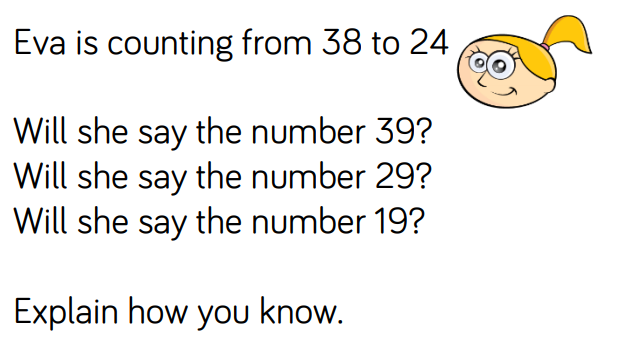 Eva is counting from 38 to 24
Will she say the number 39?
Will she say the number 29?
Will she say the number 19?
Explain how you know.